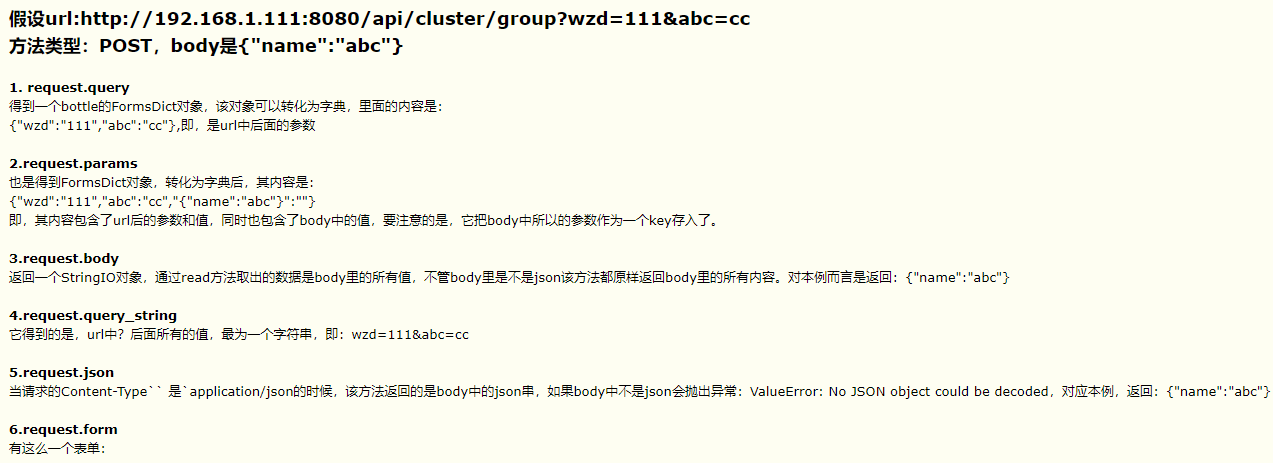 假设url:http://192.168.1.111:8080/api/cluster/group?wzd=111&abc=cc
方法类型：POST，body是{"name":"abc"}
1. request.query
得到一个bottle的FormsDict对象，该对象可以转化为字典，里面的内容是：
{"wzd":"111","abc":"cc"},即，是url中后面的参数
2.request.params
也是得到FormsDict对象，转化为字典后，其内容是：
{"wzd":"111","abc":"cc","{"name":"abc"}":""}
即，其内容包含了url后的参数和值，同时也包含了body中的值，要注意的是，它把body中所以的参数作为一个key存入了。
3.request.body
返回一个StringIO对象，通过read方法取出的数据是body里的所有值，不管body里是不是json该方法都原样返回body里的所有内容。对本例而言是返回：{"name":"abc"}
4.request.query_string
它得到的是，url中？后面所有的值，最为一个字符串，即：wzd=111&abc=cc
5.request.json
当请求的Content-Type`` 是`application/json的时候，该方法返回的是body中的json串，如果body中不是json会抛出异常：ValueError: No JSON object could be decoded，对应本例，返回：{"name":"abc"}
6.request.form
有这么一个表单：